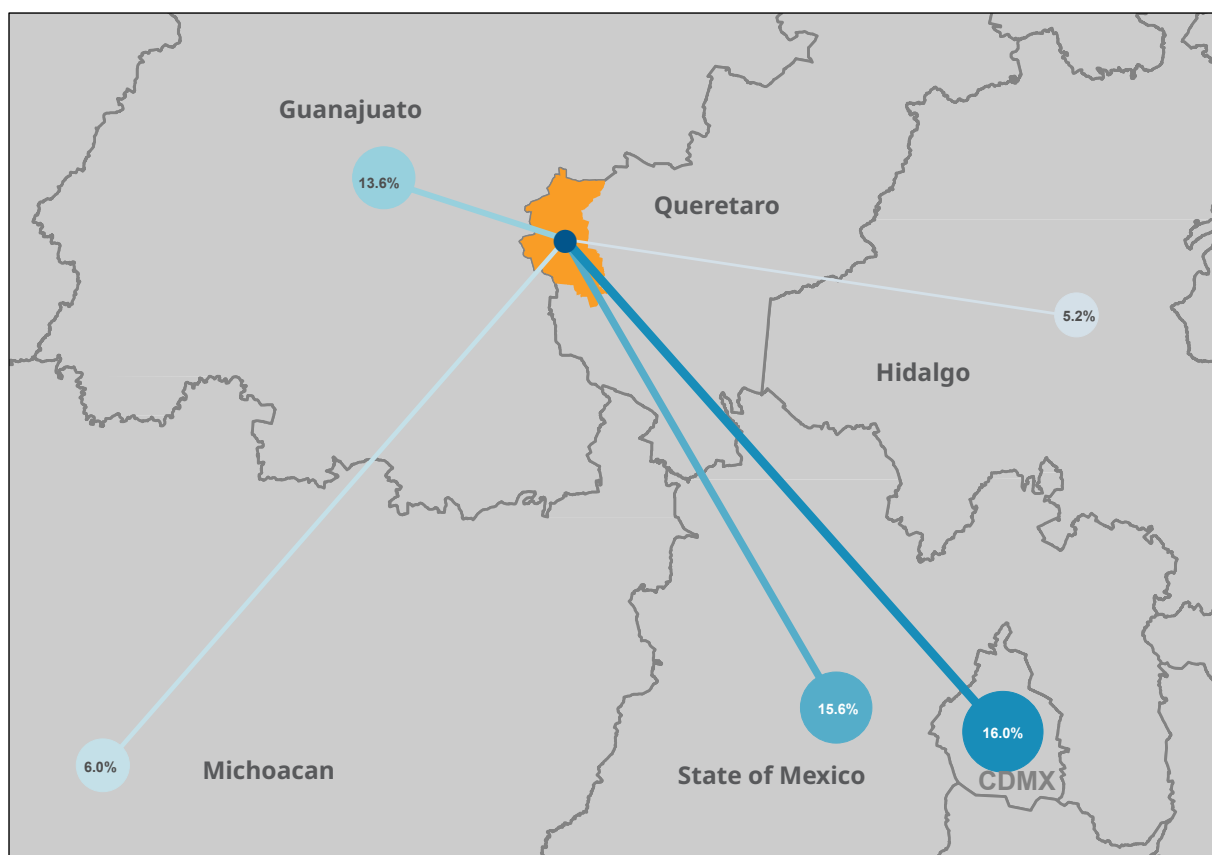 Guanajuato
13.6%
Queretaro
5.2%
Hidalgo
15.6%
16.0%
6.0%
Michoacan
State of Mexico
CDMX